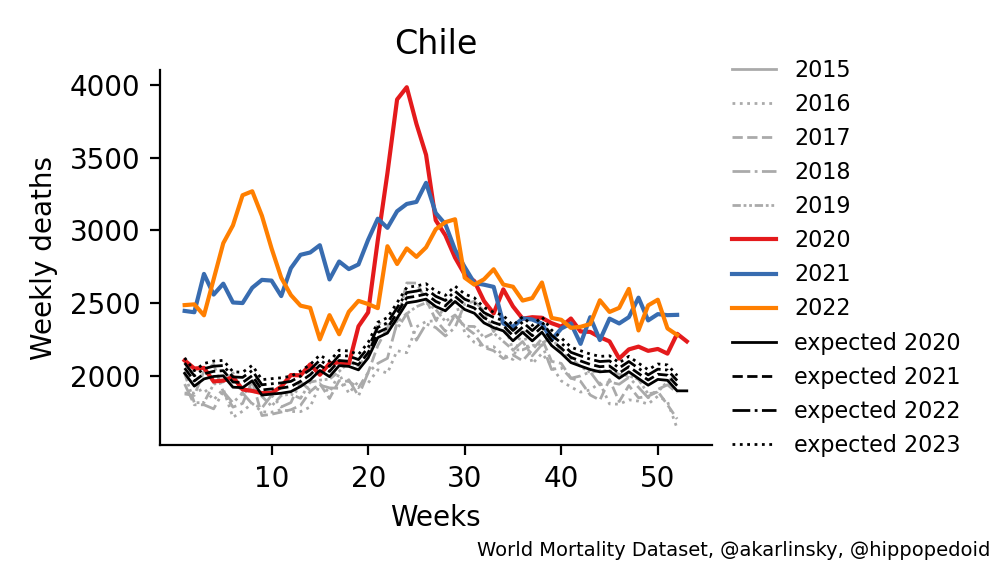 Chile
Weekly deaths
4000
3500
3000
2500
2000
10 20 30 40 50
Weeks
2015
2016
2017
2018
2019
2020
2021
2022
expected 2020
expected 2021
expected 2022
expected 2023
World Mortality Dataset, @akarlinsky, @hippopedoid